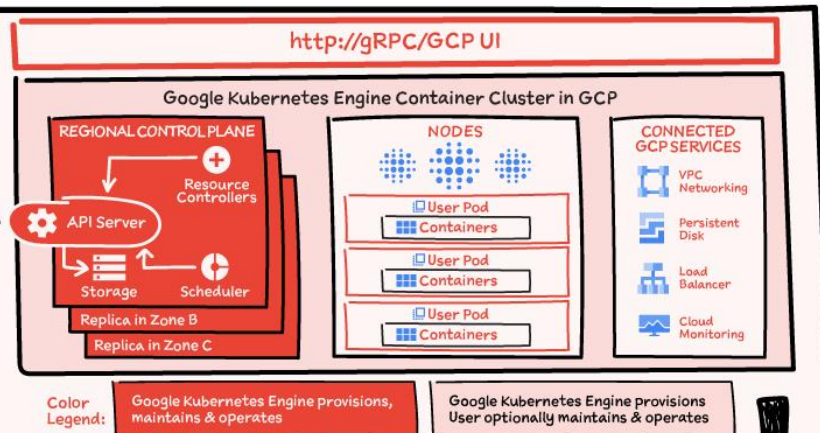 http://gRPC/GCP UI
Google Kubernetes Engine Container Cluster in GCP
REGIONAL CONTROL PLANE
Resource
Controllers
API Server
Storage
Scheduler
Replica in Zone B
Replica in Zone C
NODES
User Pod
Containers
User Pod
Containers
User Pod
Containers
CONNECTED
GCP SERVICES
VPC
Networking
Persistent
Disk
Load
Balancer
Cloud
Monitoring
Color
Legend:
Google Kubernetes Engine provisions,
maintains & operates
Google Kubernetes Engine provisions
User optionally maintains & operates